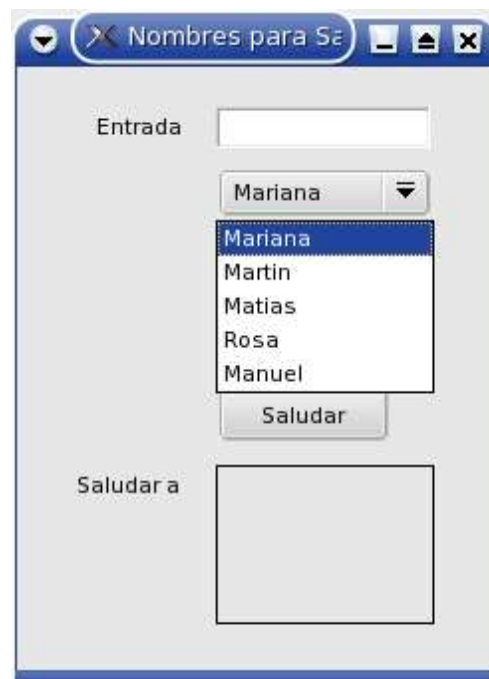 Nombres para Sa
Entrada
Mariana
Mariana
Martin
Matias
Rosa
Manuel
Saludar
Saludar a